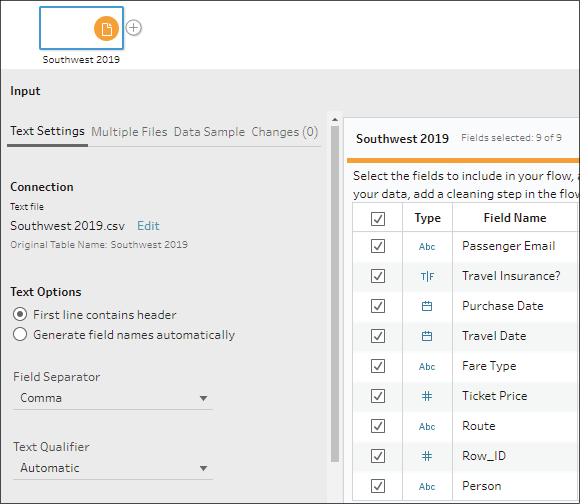 Southwest 2019
Input
Text Settings Multiple Files Data Sample Changes (0)
Connection
Text file
Southwest 2019.csv Edit
Original Table Name: Southwest 2019
Text Options
First line contains header
Generate field names automatically
Field Separator
Comma
Text Qualifier
Automatic
Southwest 2019 Fields selected: 9 of 9
Select the fields to include in your flow, a
your data, add a cleaning step in the flow
Type Field Name
Abc Passenger Email
T|F Travel Insurance?
Purchase Date
Travel Date
Abc Fare Type
# Ticket Price
Abc Route
# Row_ID
Abc Person